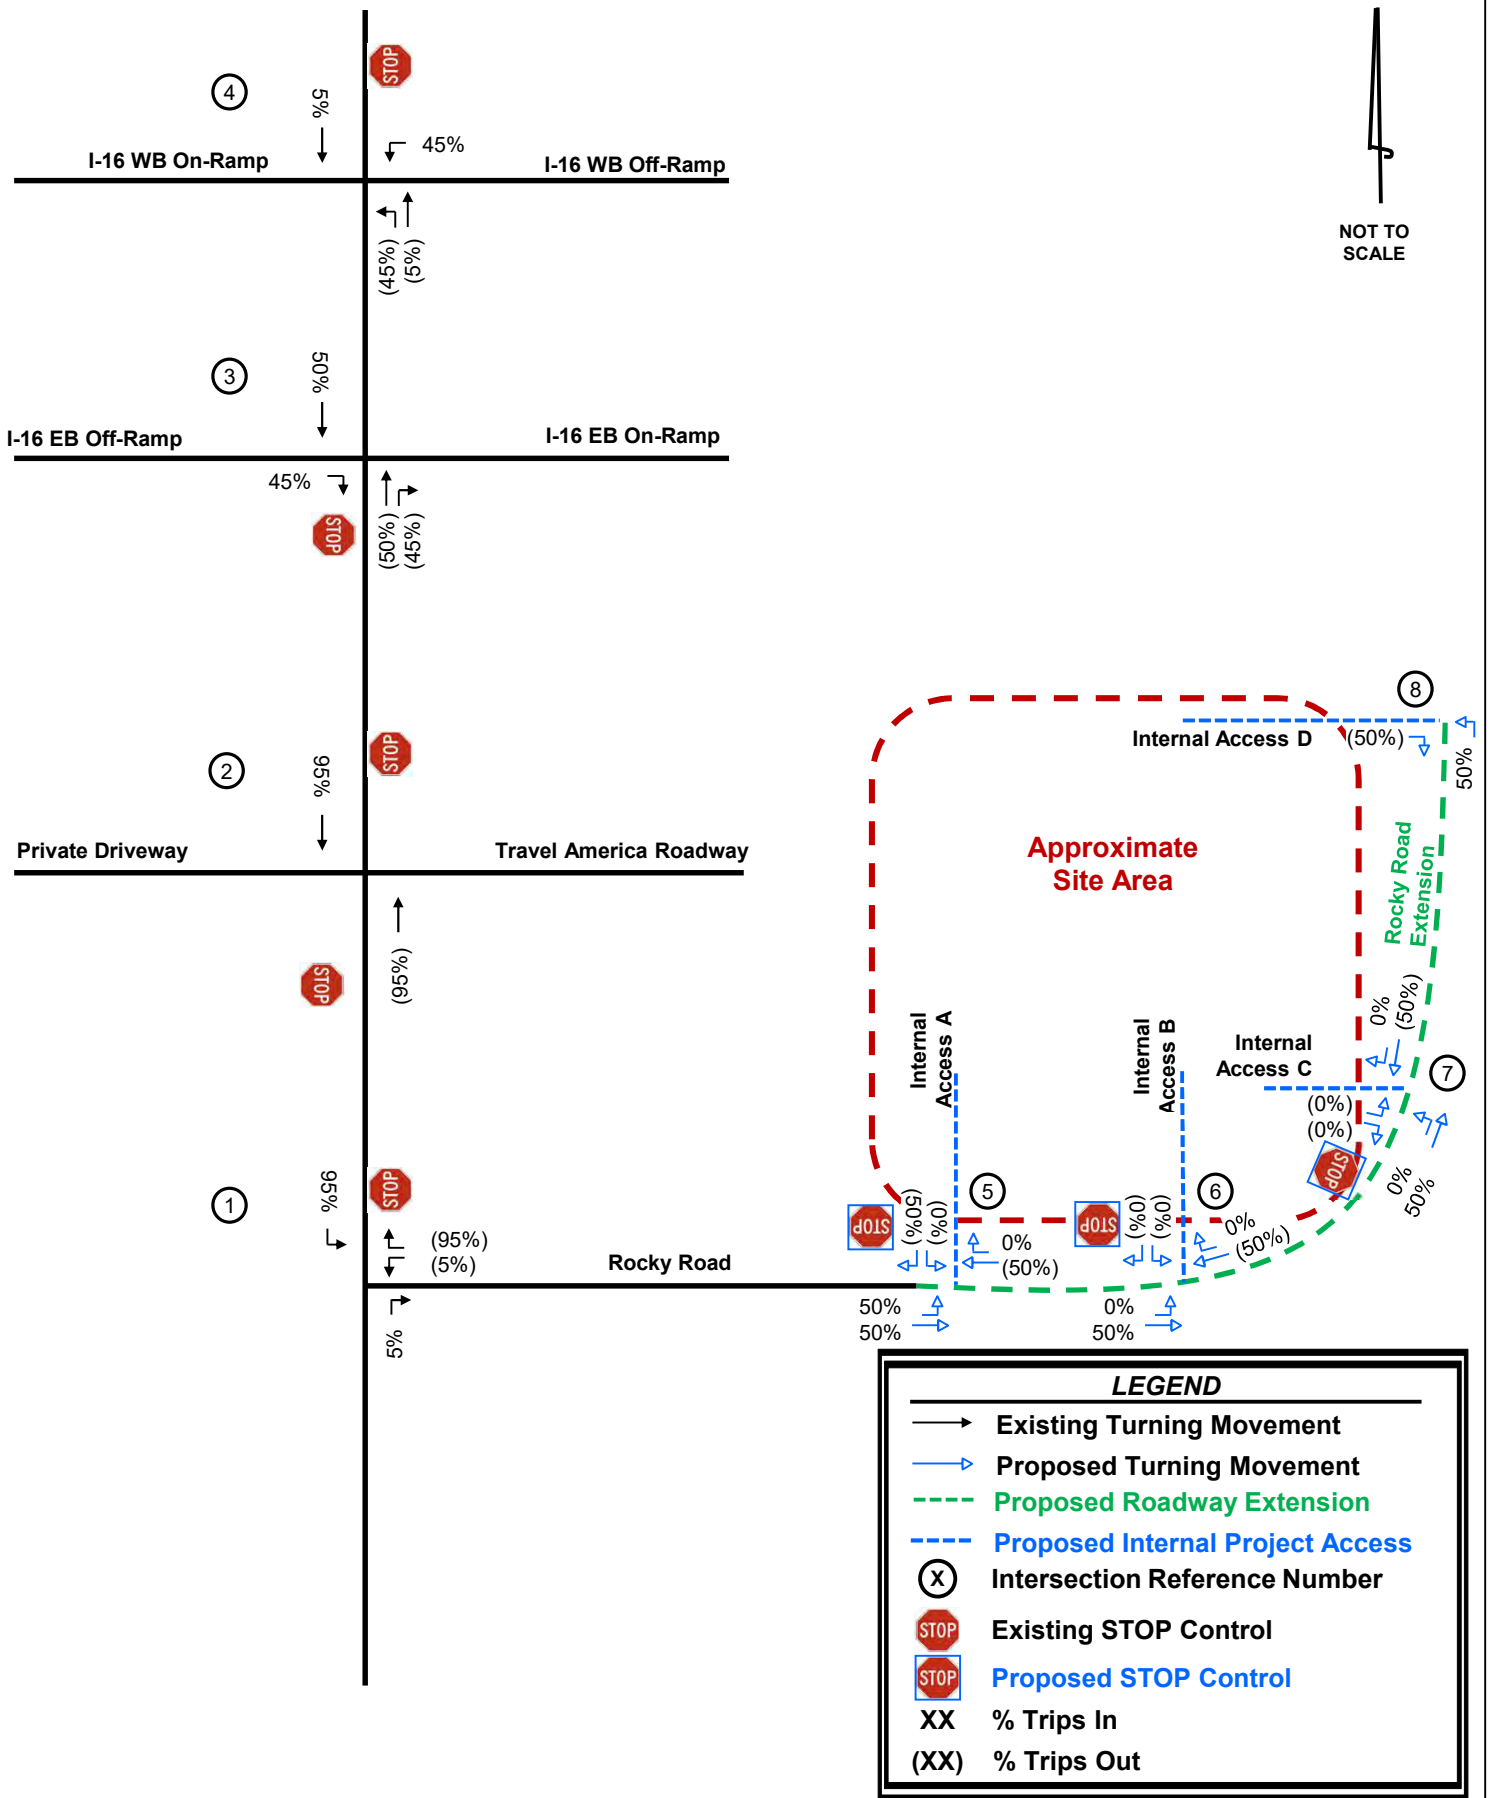 STOP
4
5%
45%
I-16 WB On-Ramp
I-16 WB Off-Ramp
(45%)
(5%)
NOT TO
SCALE
3
50%
I-16 EB Off-Ramp
I-16 EB On-Ramp
45%
STOP
(50%)
(45%)
8
Internal Access D
(50%)
50%
STOP
2
95%
Private Driveway
Travel America Roadway
Approximate
Site Area
Rocky Road
Extension
(95%)
STOP
0%
(50%)
Internal
Access A
Internal
Access B
Internal
Access C
7
(0%)
(0%)
STOP
0%
50%
1
95%
STOP
(95%)
(5%)
Rocky Road
5%
STOP
(50%)
(0%)
5
0%
(50%)
50%
50%
STOP
(0%)
(0%)
6
0%
(50%)
0%
50%
LEGEND
Existing Turning Movement
Proposed Turning Movement
Proposed Roadway Extension
Proposed Internal Project Access
X Intersection Reference Number
STOP Existing STOP Control
STOP Proposed STOP Control
XX % Trips In
(XX) % Trips Out